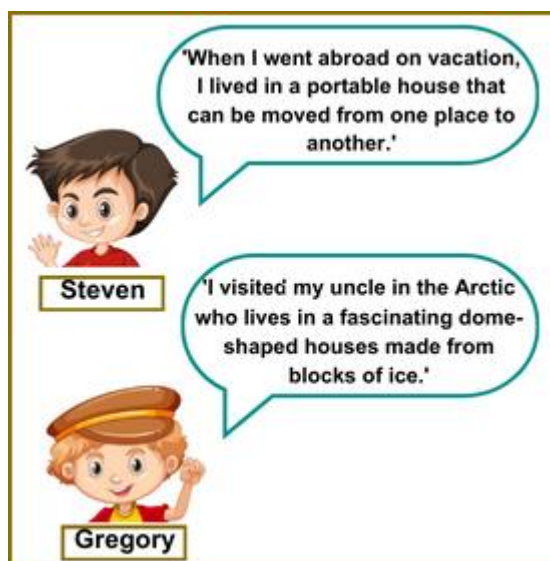 'When I went abroad on vacation,
I lived in a portable house that
can be moved from one place to
another.'
Steven
'I visited my uncle in the Arctic
who lives in a fascinating dome-
shaped houses made from
blocks of ice.'
Gregory